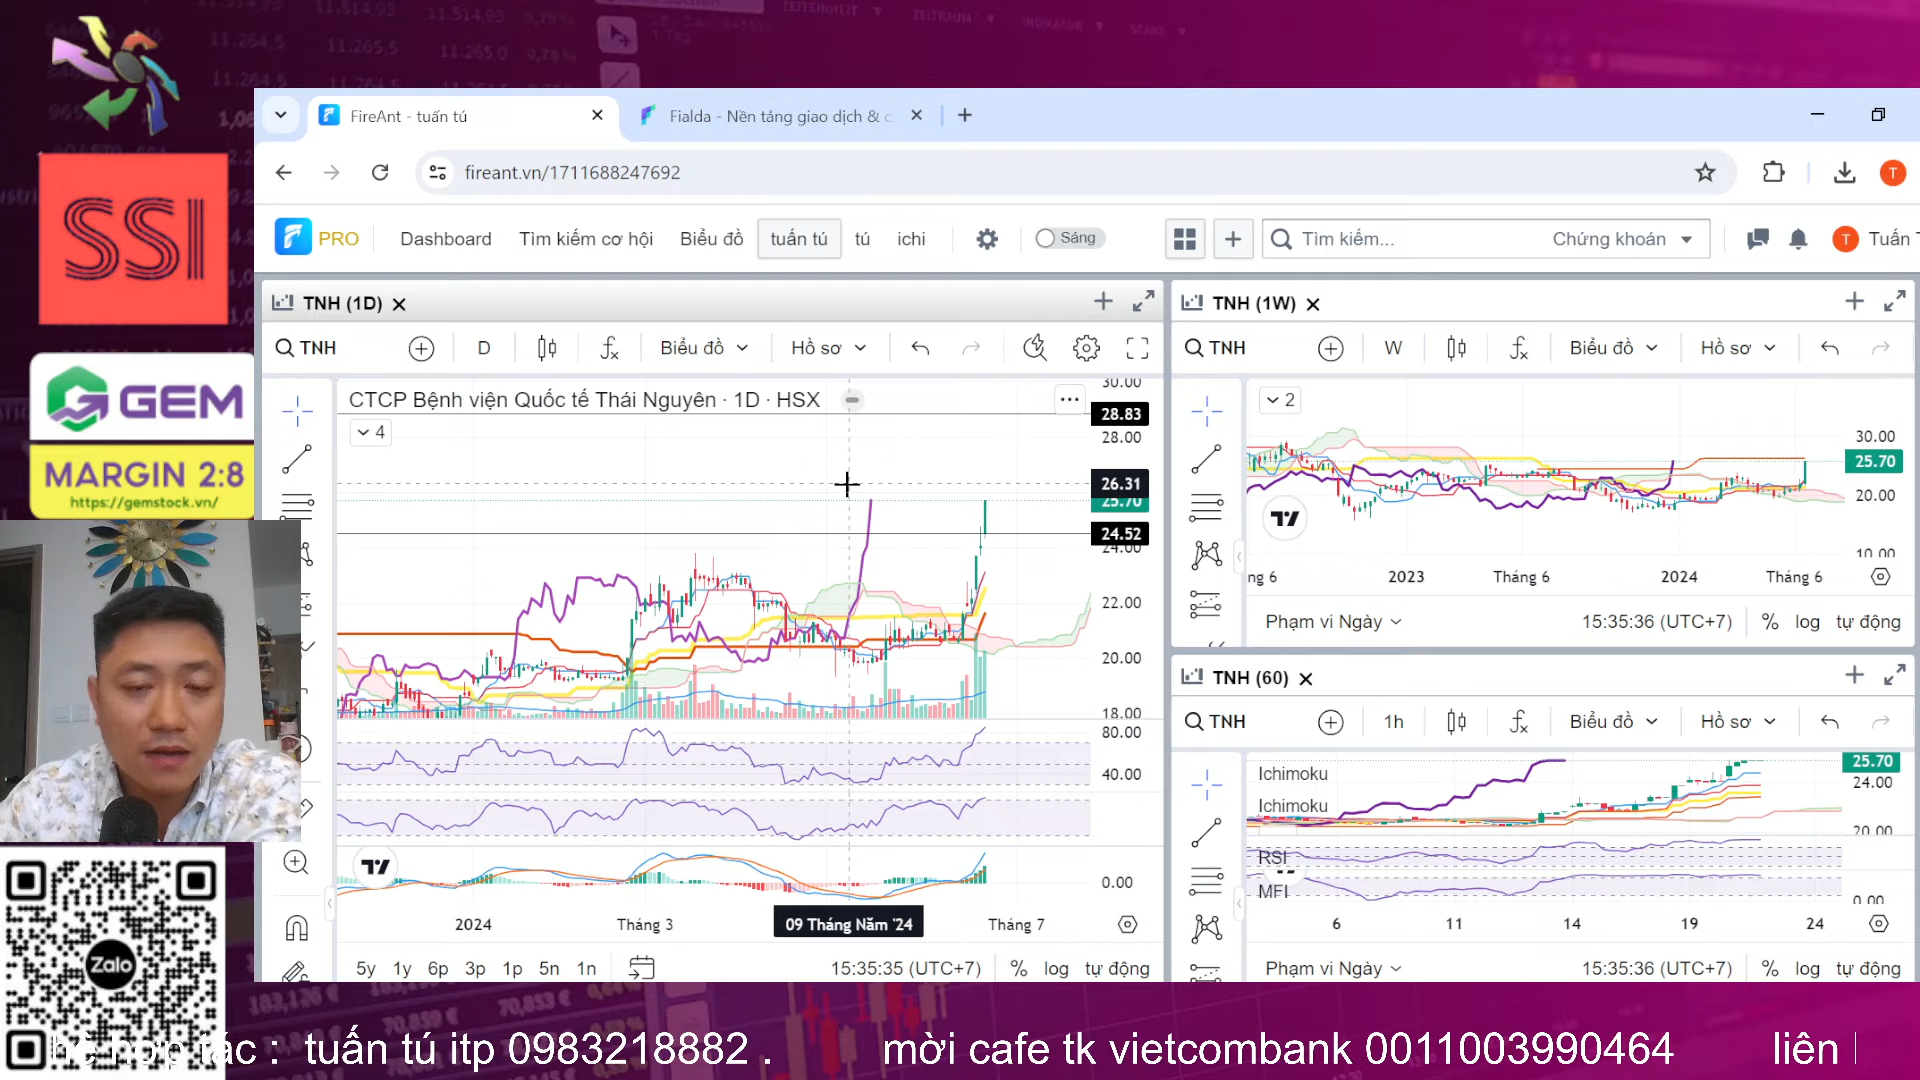 SSI
GEM
MARGIN 2:8
https://gemstock.vn/
Zalo
FireAnt - tuấn tú
Fialda - Nền tảng giao dịch & c
fireant.vn/1711688247692
T
PRO
Dashboard
Tìm kiếm cơ hội
Biểu đồ
tuấn tú
tú
ichi
Sáng
Tìm kiếm...
Chứng khoán
T
Tuấn
TNH (1D)
TNH
D
Biểu đồ
Hồ sơ
CTCP Bệnh viện Quốc tế Thái Nguyên · 1D · HSX
4
30.00
28.83
28.00
26.31
25.70
24.52
24.00
22.00
20.00
18.00
80.00
40.00
0.00
2024
Tháng 3
09 Tháng Năm '24
Tháng 7
5y 1y 6p 3p 1p 5n 1n
15:35:35 (UTC+7)
% log tự động
TNH (1W)
TNH
W
Biểu đồ
Hồ sơ
2
30.00
25.70
20.00
10.00
ng 6
2023
Tháng 6
2024
Tháng 6
Phạm vi Ngày
15:35:36 (UTC+7)
% log tự động
TNH (60)
TNH
1h
Biểu đồ
Hồ sơ
Ichimoku
Ichimoku
RSI
MFI
25.70
24.00
20.00
0.00
6
11
14
19
24
Phạm vi Ngày
15:35:36 (UTC+7)
% log tự động
hệ hợp tác : tuấn tú itp 0983218882 . mời cafe tk vietcombank 0011003990464 liên